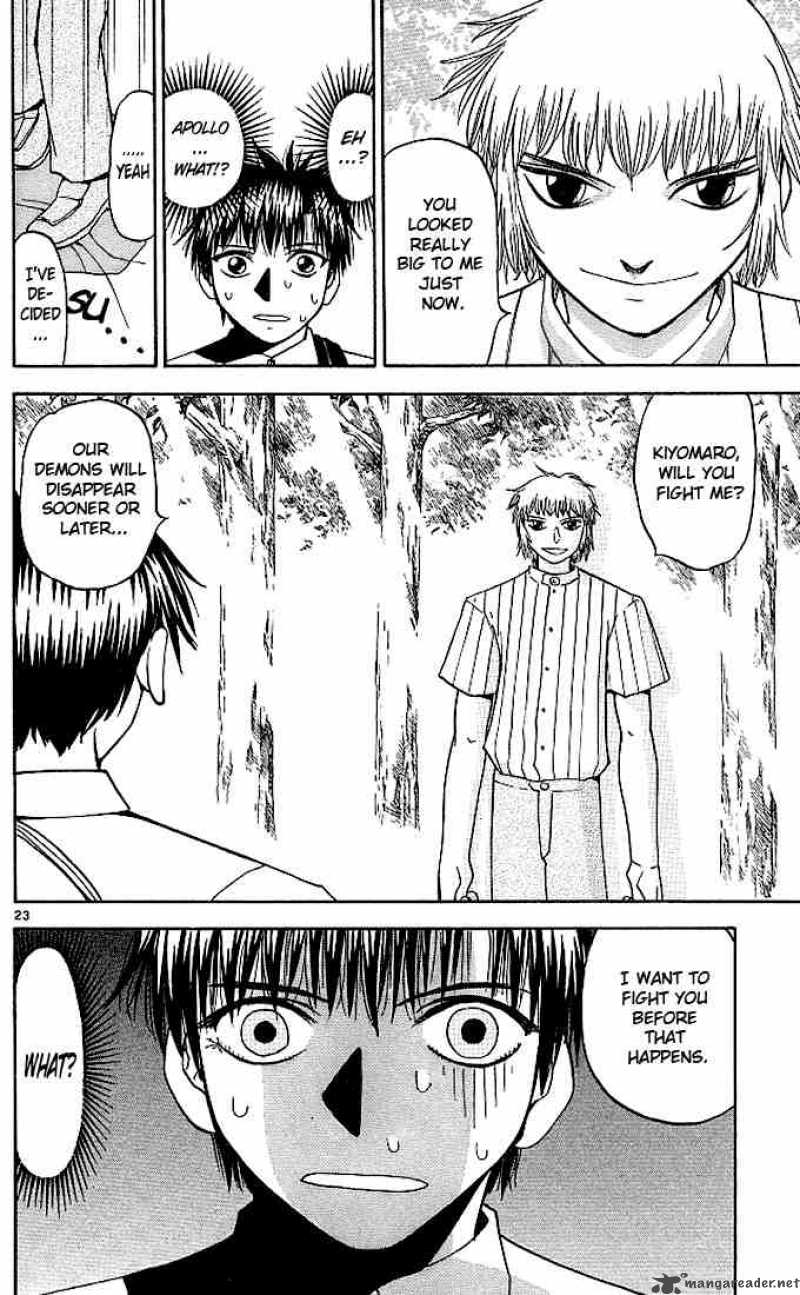 YOU
LOOKED
REALLY
BIG TO ME
JUST
NOW.
EH
...?
APOLLO
...
WHAT!?
.....
YEAH
I'VE
DE-
CIDED
...
SU...
KIYOMARO,
WILL YOU
FIGHT ME?
OUR
DEMONS WILL
DISAPPEAR
SOONER OR
LATER...
23
I WANT TO
FIGHT YOU
BEFORE
THAT
HAPPENS.
WHAT?
mangareader.net